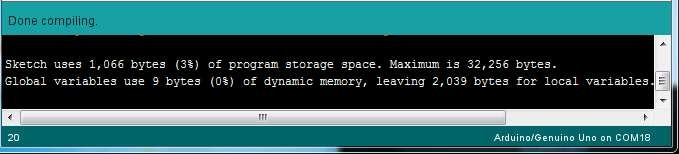 Done compiling.
Sketch uses 1,066 bytes (3%) of program storage space. Maximum is 32,256 bytes.
Global variables use 9 bytes (0%) of dynamic memory, leaving 2,039 bytes for local variables.
20
Arduino/Genuino Uno on COM18